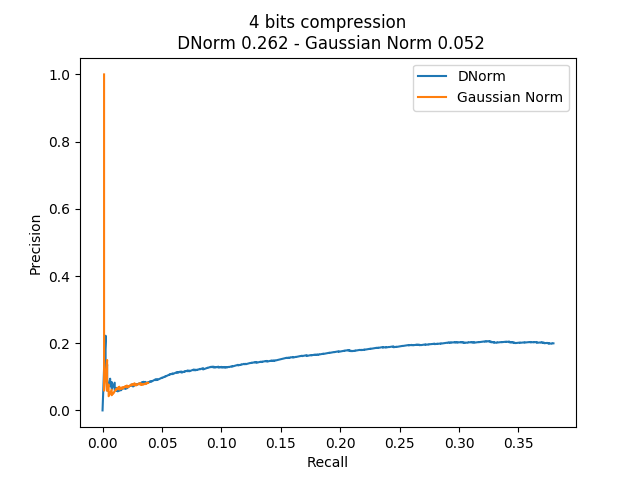 4 bits compression
DNorm 0.262 - Gaussian Norm 0.052
DNorm
Gaussian Norm
1.0
0.8
0.6
0.4
0.2
0.0
Precision
0.00 0.05 0.10 0.15 0.20 0.25 0.30 0.35
Recall